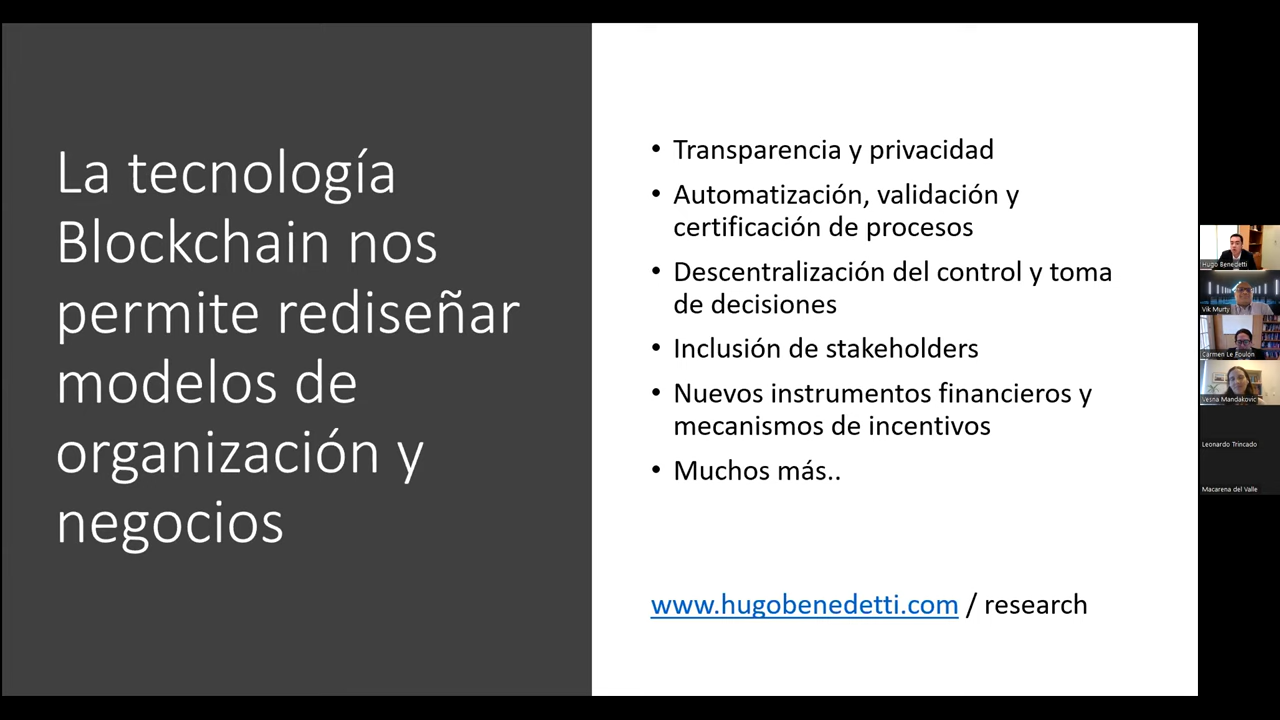 La tecnología
Blockchain nos
permite rediseñar
modelos de
organización y
negocios
• Transparencia y privacidad
• Automatización, validación y
certificación de procesos
• Descentralización del control y toma
de decisiones
• Inclusión de stakeholders
• Nuevos instrumentos financieros y
mecanismos de incentivos
• Muchos más..
www.hugobenedetti.com / research
Hugo Benedetti
Vik Murty
Carmen Le Foulon
Vesna Mandakovic
Leonardo Trincado
Macarena del Valle